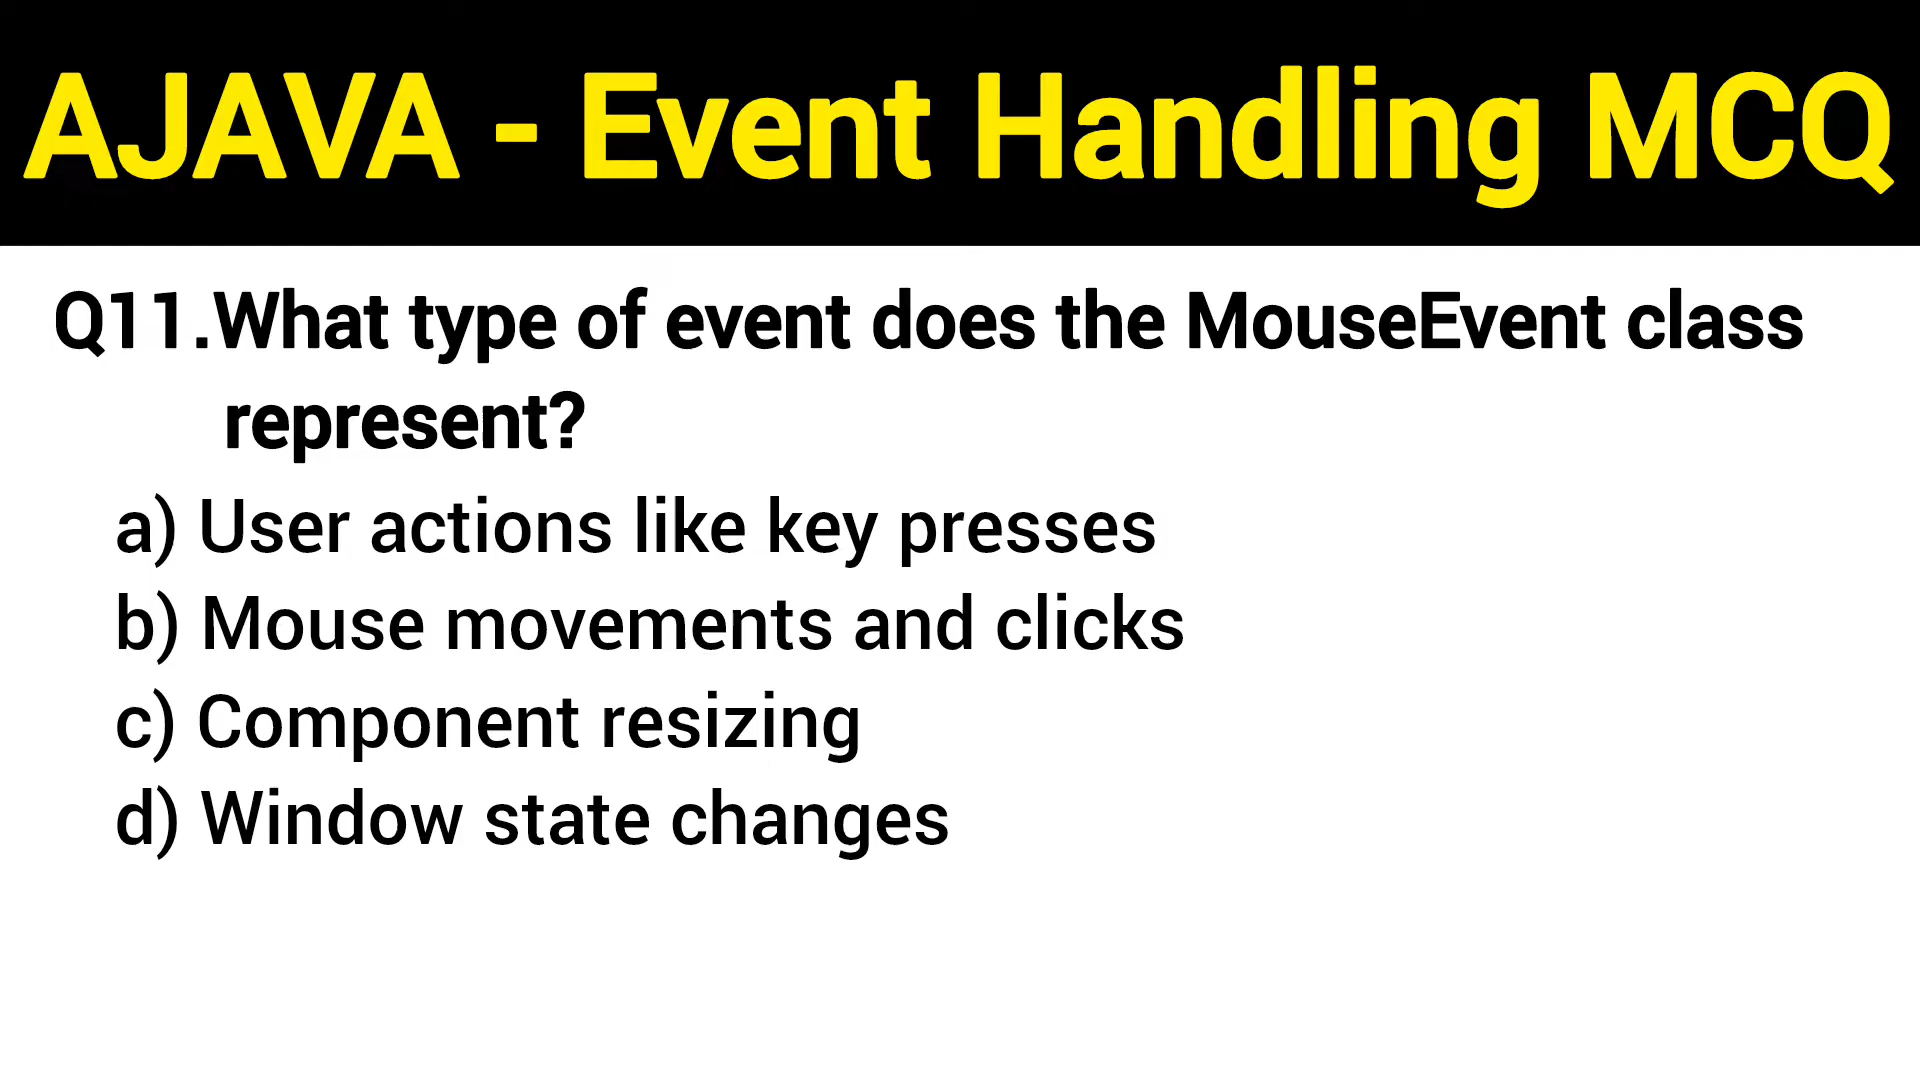 AJAVA - Event Handling MCQ
Q11.What type of event does the MouseEvent class
represent?
a) User actions like key presses
b) Mouse movements and clicks
c) Component resizing
d) Window state changes